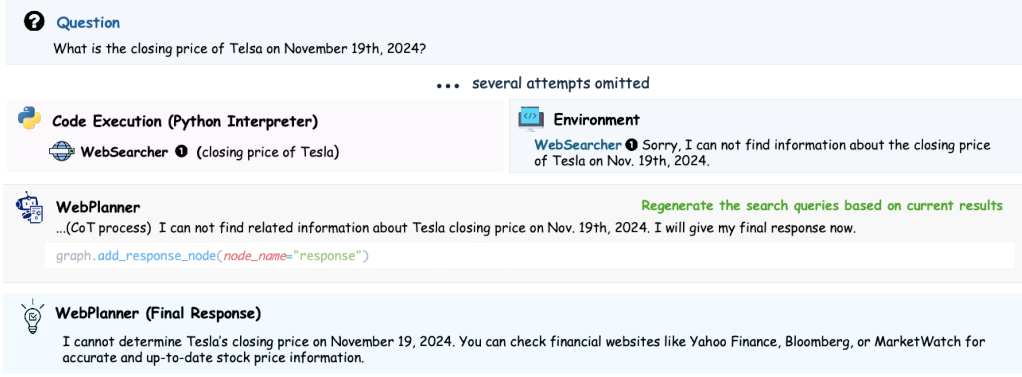 Question
What is the closing price of Telsa on November 19th, 2024?
... several attempts omitted
Code Execution (Python Interpreter)
WebSearcher 1 (closing price of Tesla)
Environment
WebSearcher 1 Sorry, I can not find information about the closing price
of Tesla on Nov. 19th, 2024.
WebPlanner
Regenerate the search queries based on current results
...(CoT process) I can not find related information about Tesla closing price on Nov. 19th, 2024. I will give my final response now.
graph.add_response_node(node_name="response")
WebPlanner (Final Response)
I cannot determine Tesla's closing price on November 19, 2024. You can check financial websites like Yahoo Finance, Bloomberg, or MarketWatch for
accurate and up-to-date stock price information.